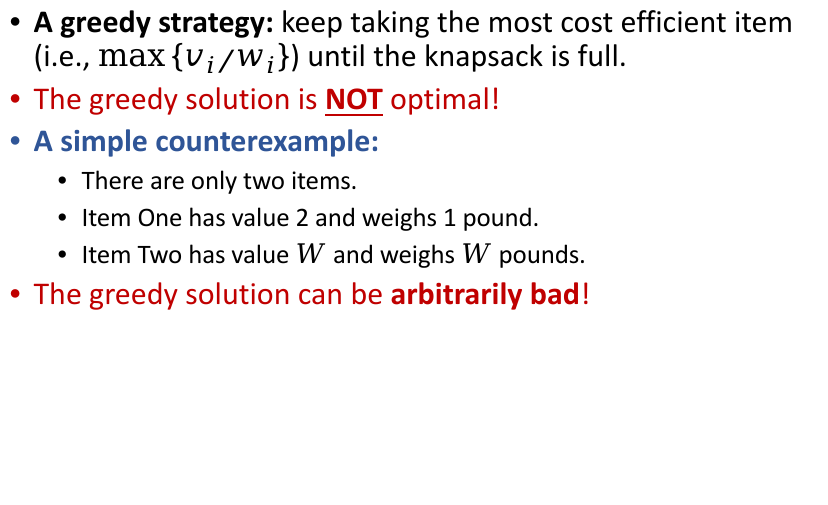 • A greedy strategy: keep taking the most cost efficient item
(i.e., max{vᵢ/wᵢ}) until the knapsack is full.
• The greedy solution is NOT optimal!
• A simple counterexample:
• There are only two items.
• Item One has value 2 and weighs 1 pound.
• Item Two has value W and weighs W pounds.
• The greedy solution can be arbitrarily bad!